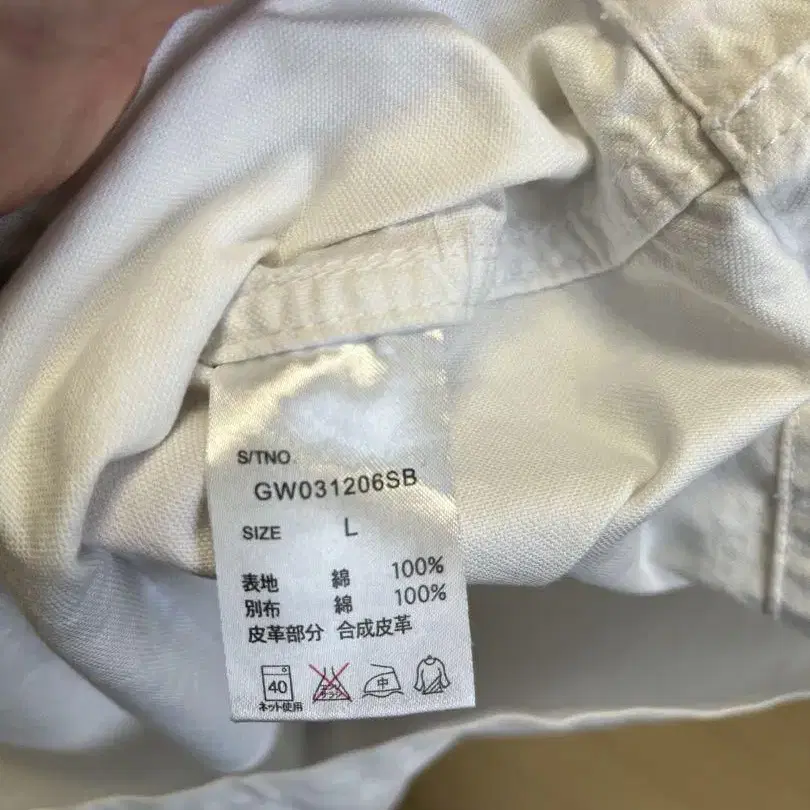 S/TNO.
GW031206SB
SIZE L
表地 綿 100%
別布 綿 100%
皮革部分 合成皮革
40 中
ネット使用